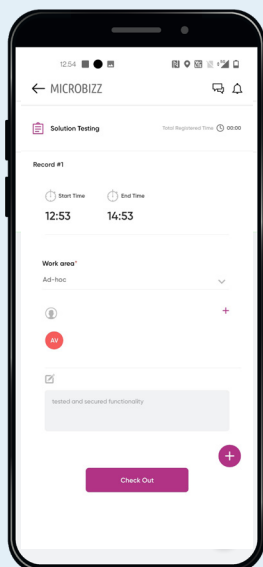 12:54
MICROBIZZ
Solution Testing
Total Registered Time 00:00
Record #1
Start Time End Time
12:53 14:53
Work area*
Ad-hoc
+
AV
tested and secured functionality
+
Check Out